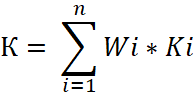 K = ∑_{i=1}^{n} Wi * Ki